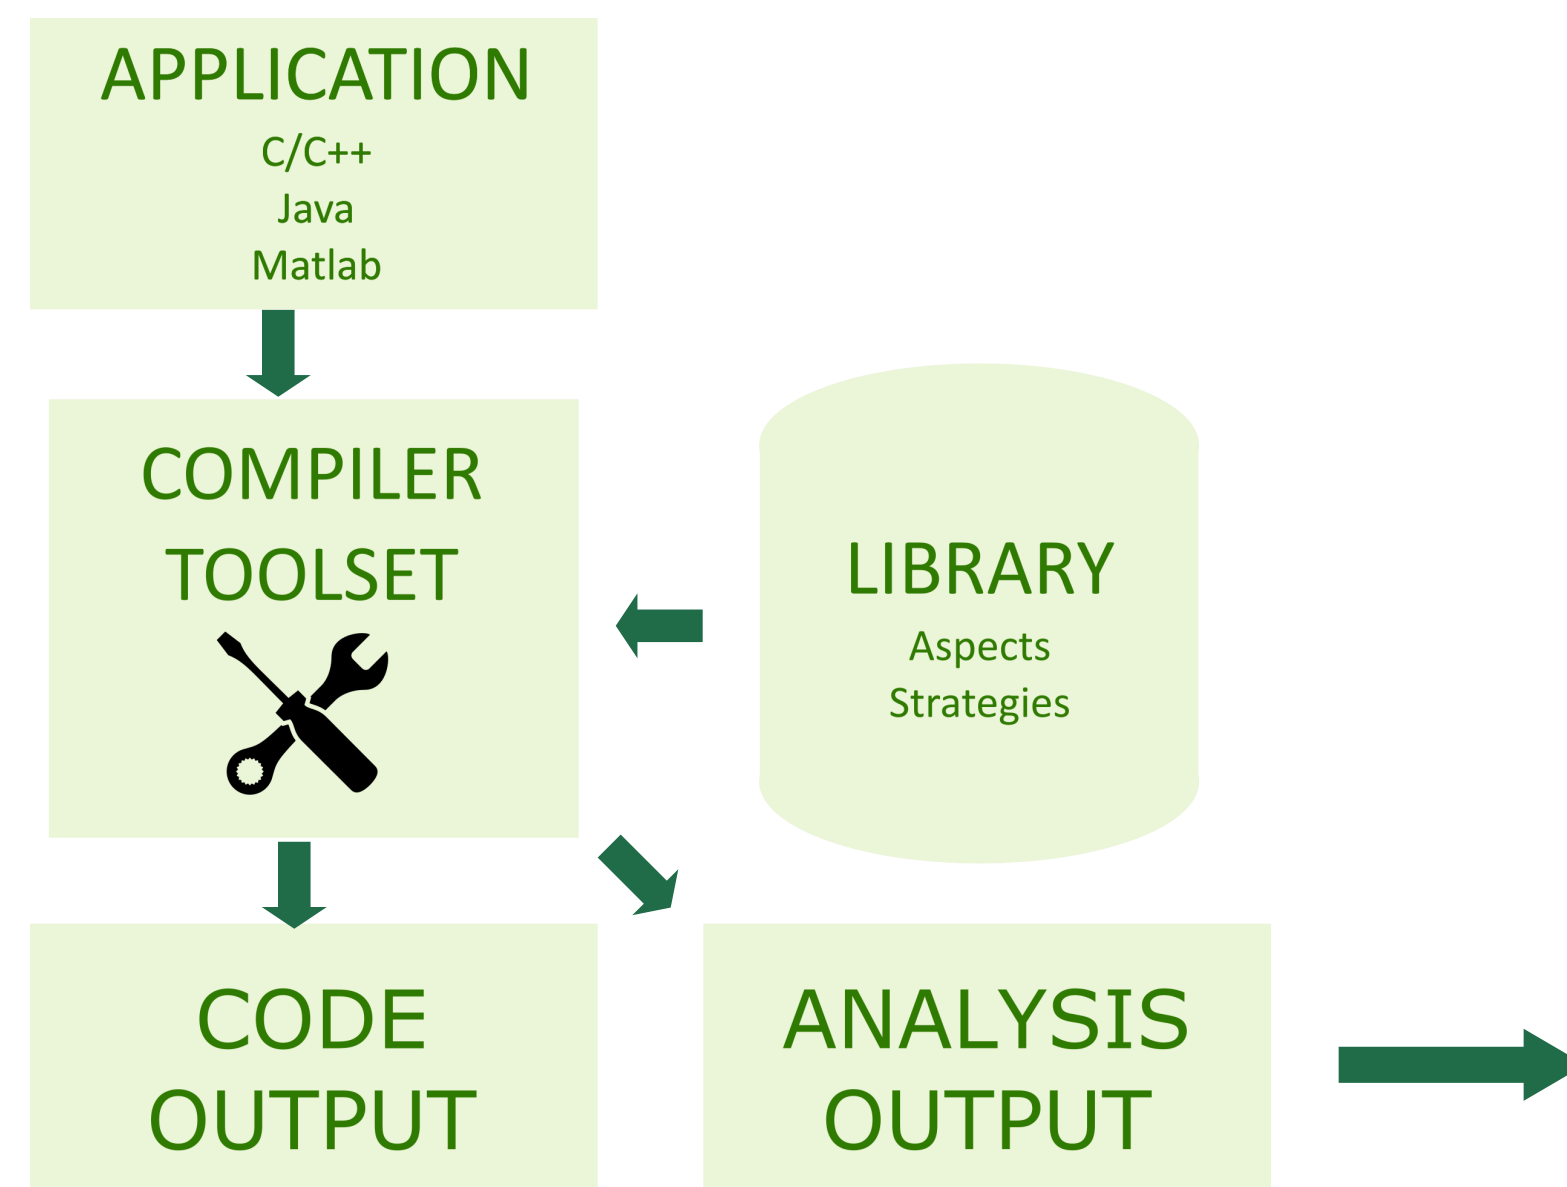 APPLICATION
C/C++
Java
Matlab
COMPILER
TOOLSET
LIBRARY
Aspects
Strategies
CODE
OUTPUT
ANALYSIS
OUTPUT